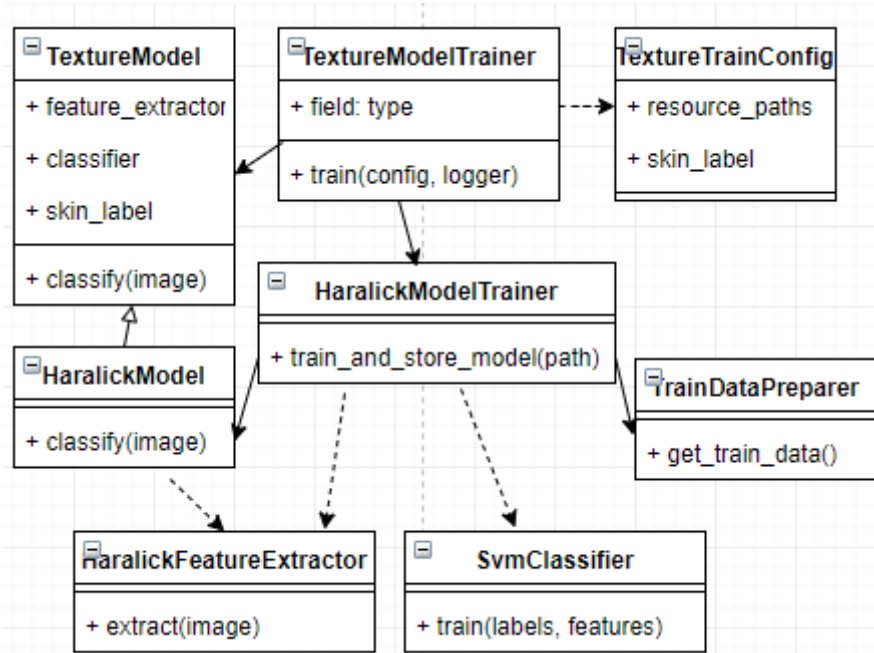 TextureModel
+ feature_extractor
+ classifier
+ skin_label
+ classify(image)
TextureModelTrainer
+ field: type
+ train(config, logger)
TextureTrainConfig
+ resource_paths
+ skin_label
HaralickModelTrainer
+ train_and_store_model(path)
HaralickModel
+ classify(image)
TrainDataPreparer
+ get_train_data()
HaralickFeatureExtractor
+ extract(image)
SvmClassifier
+ train(labels, features)